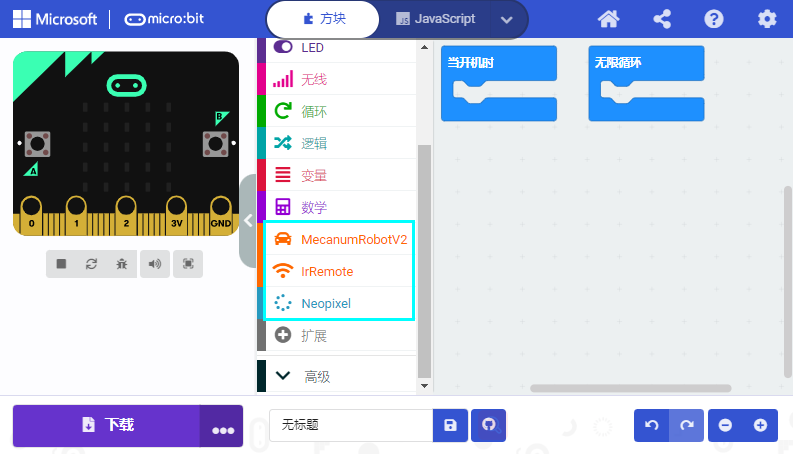 Microsoft micro:bit 方块 JavaScript
LED
无线
循环
逻辑
变量
数学
MecanumRobotV2
IrRemote
Neopixel
扩展
高级
当开机时
无限循环
B
A
0 1 2 3V GND
下载
无标题